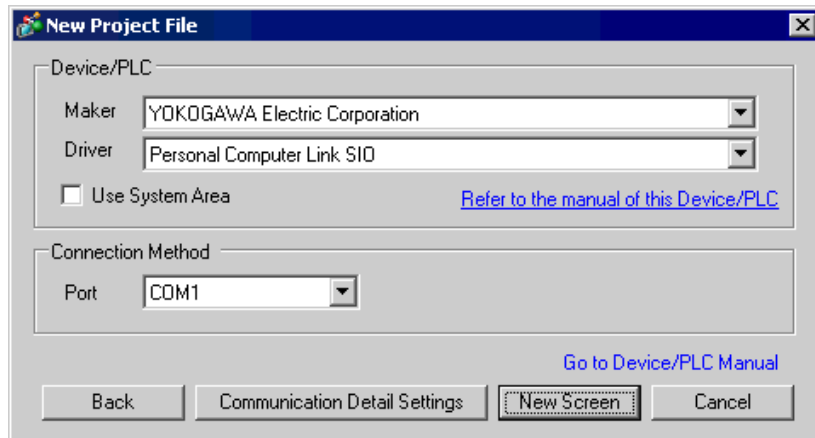 New Project File
Device/PLC
Maker YOKOGAWA Electric Corporation
Driver Personal Computer Link SIO
Use System Area Refer to the manual of this Device/PLC
Connection Method
Port COM1
Go to Device/PLC Manual
Back Communication Detail Settings New Screen Cancel